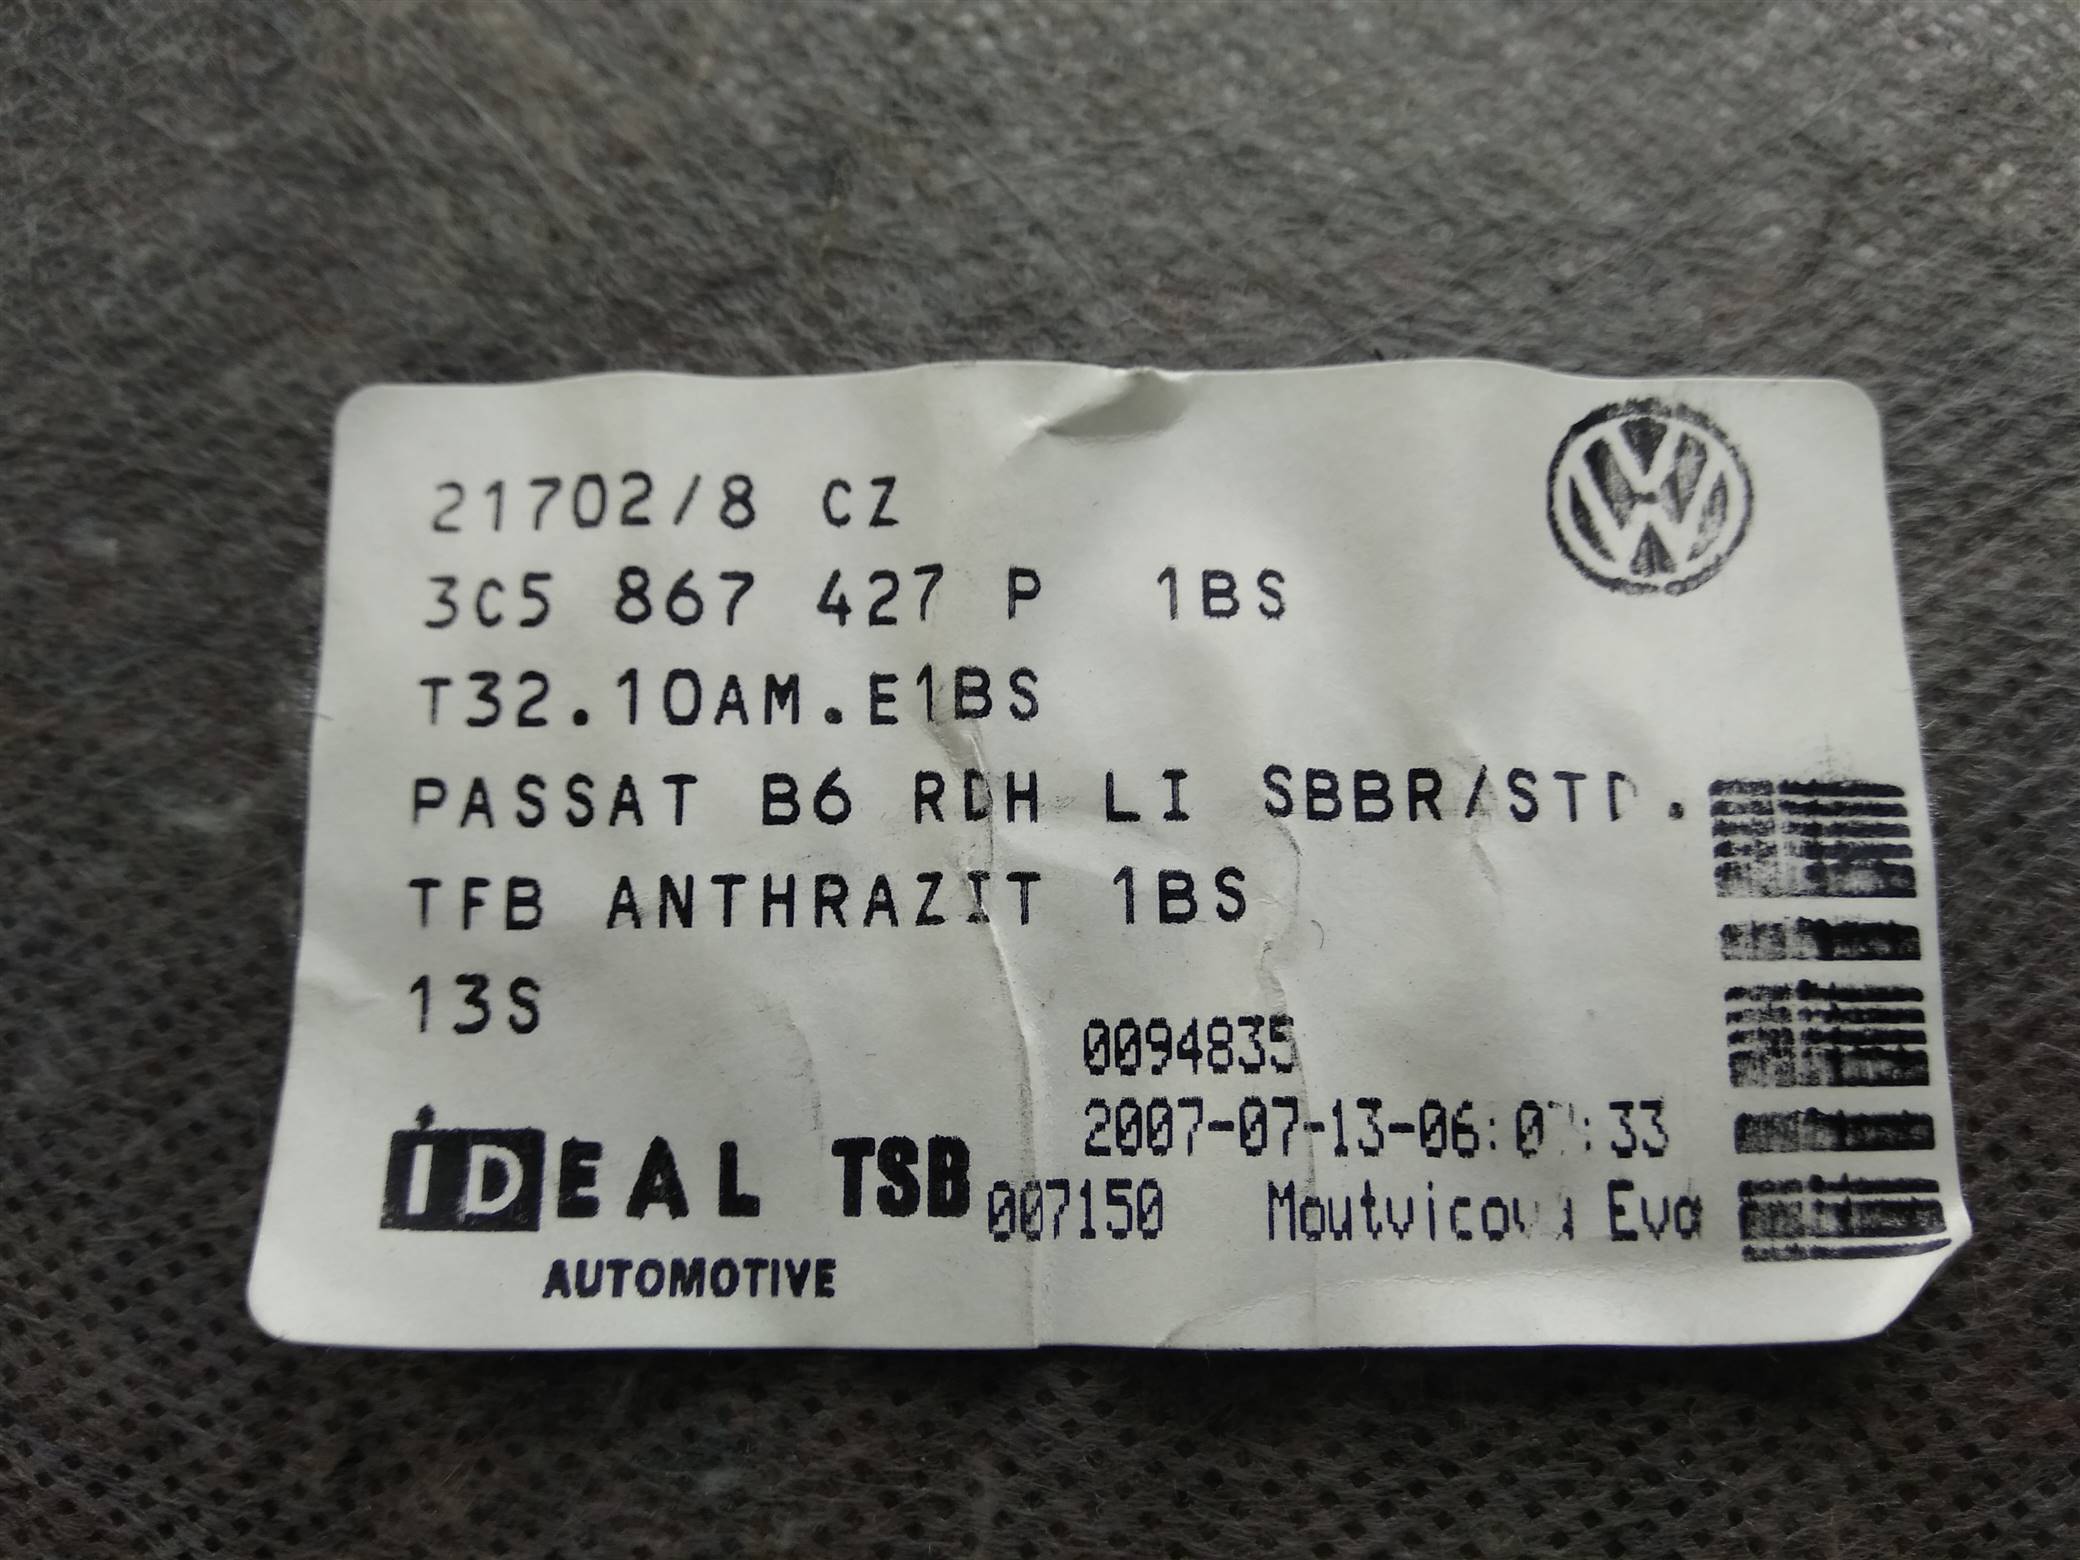 21702/8 CZ
3C5 867 427 P 1BS
T32.10AM.E1BS
PASSAT B6 RDH LI SBBR/STD.
TFB ANTHRAZIT 1BS
13S
0094835
IDEAL TSB
AUTOMOTIVE
007150 Eva